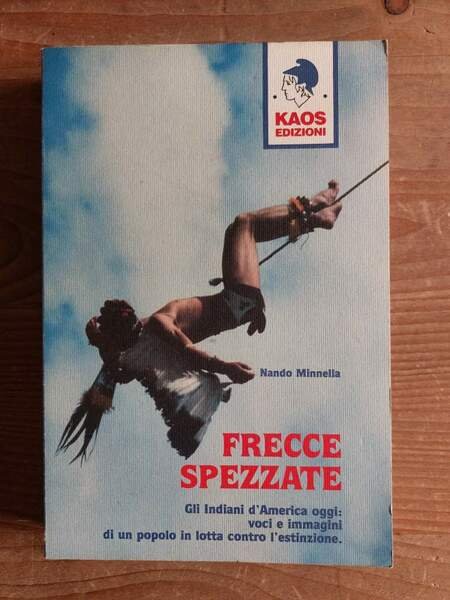 KAOS
EDIZIONI
Nando Minnella
FRECCE
SPEZZATE
Gli Indiani d'America oggi:
voci e immagini
di un popolo in lotta contro l'estinzione.